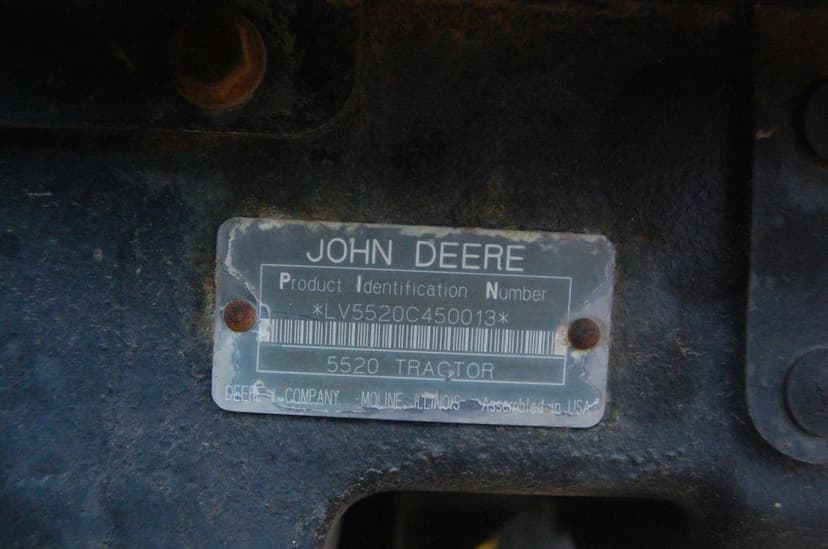 JOHN DEERE
Product Identification Number
*LV5520C450013*
5520 TRACTOR
DEERE & COMPANY MOLINE, ILLINOIS Assembled in USA